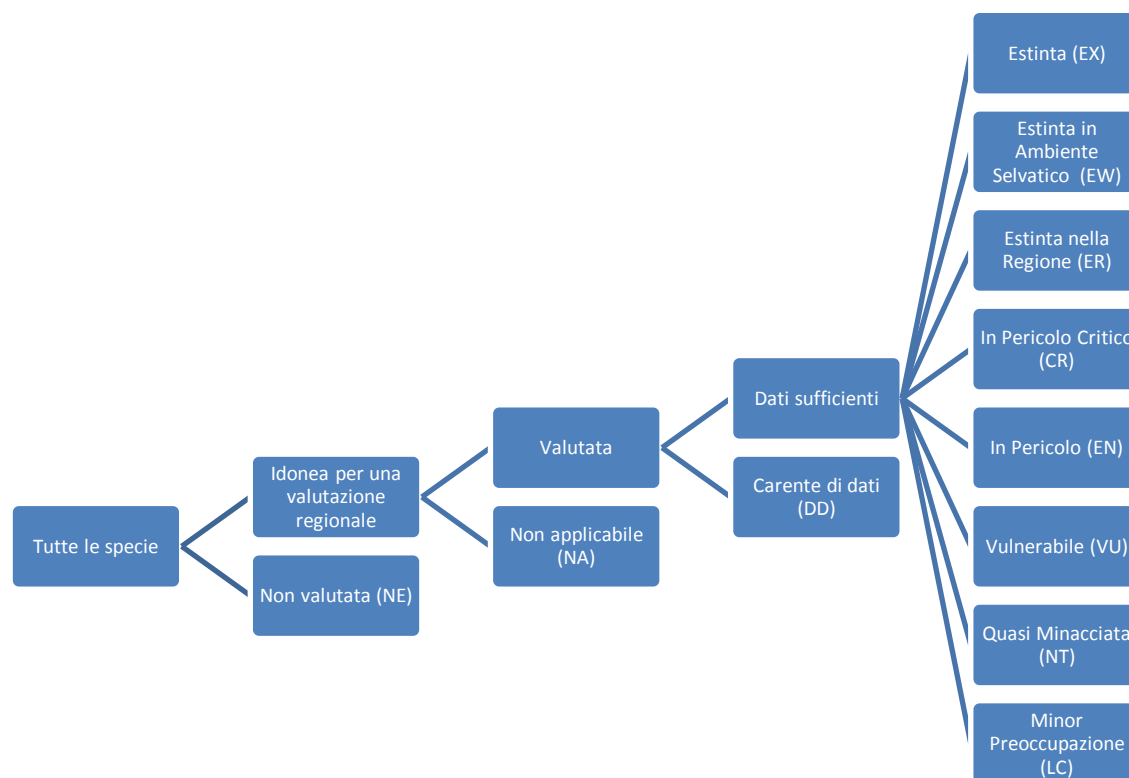 Estinta (EX)
Estinta in
Ambiente
Selvatico (EW)
Estinta nella
Regione (ER)
In Pericolo Critico
(CR)
Dati sufficienti
Valutata
In Pericolo (EN)
Idonea per una
valutazione
regionale
Carente di dati
(DD)
Tutte le specie
Non applicabile
(NA)
Vulnerabile (VU)
Non valutata (NE)
Quasi Minacciata
(NT)
Minor
Preoccupazione
(LC)